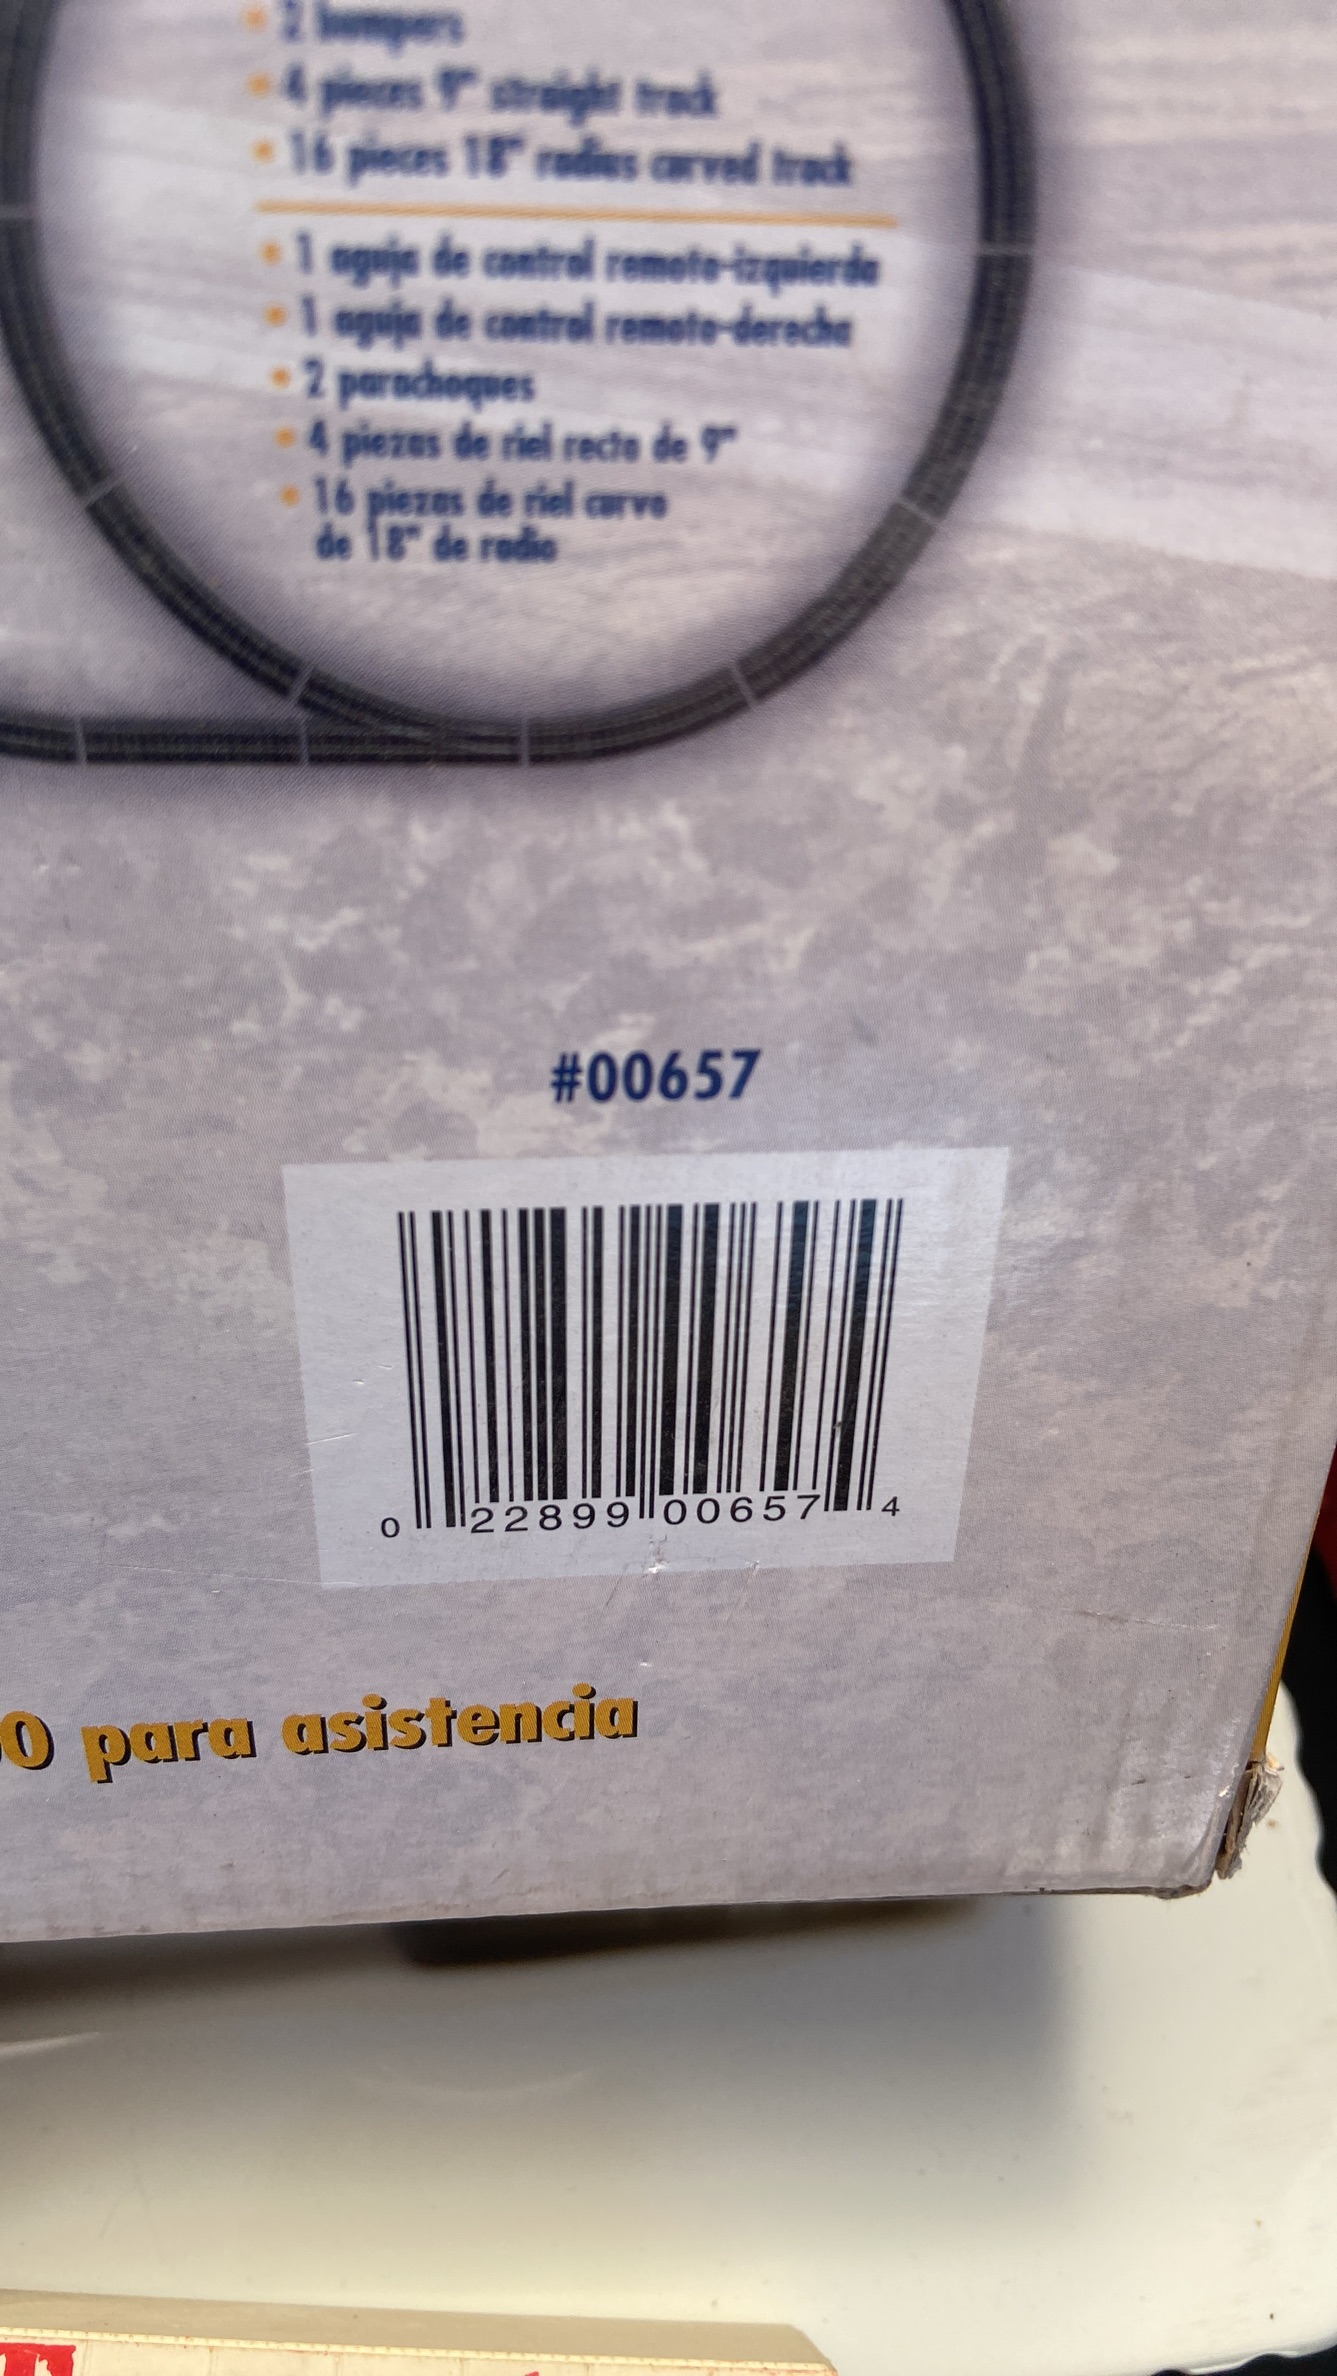 • 2 bumpers
• 4 pieces 9" straight track
• 16 pieces 18" radius curved track
• 1 aguja de control remoto-izquierda
• 1 aguja de control remoto-derecha
• 2 parachoques
• 4 piezas de riel recto de 9"
• 16 piezas de riel curvo
de 18" de radio
#00657
0 22899 00657 4
0 para asistencia